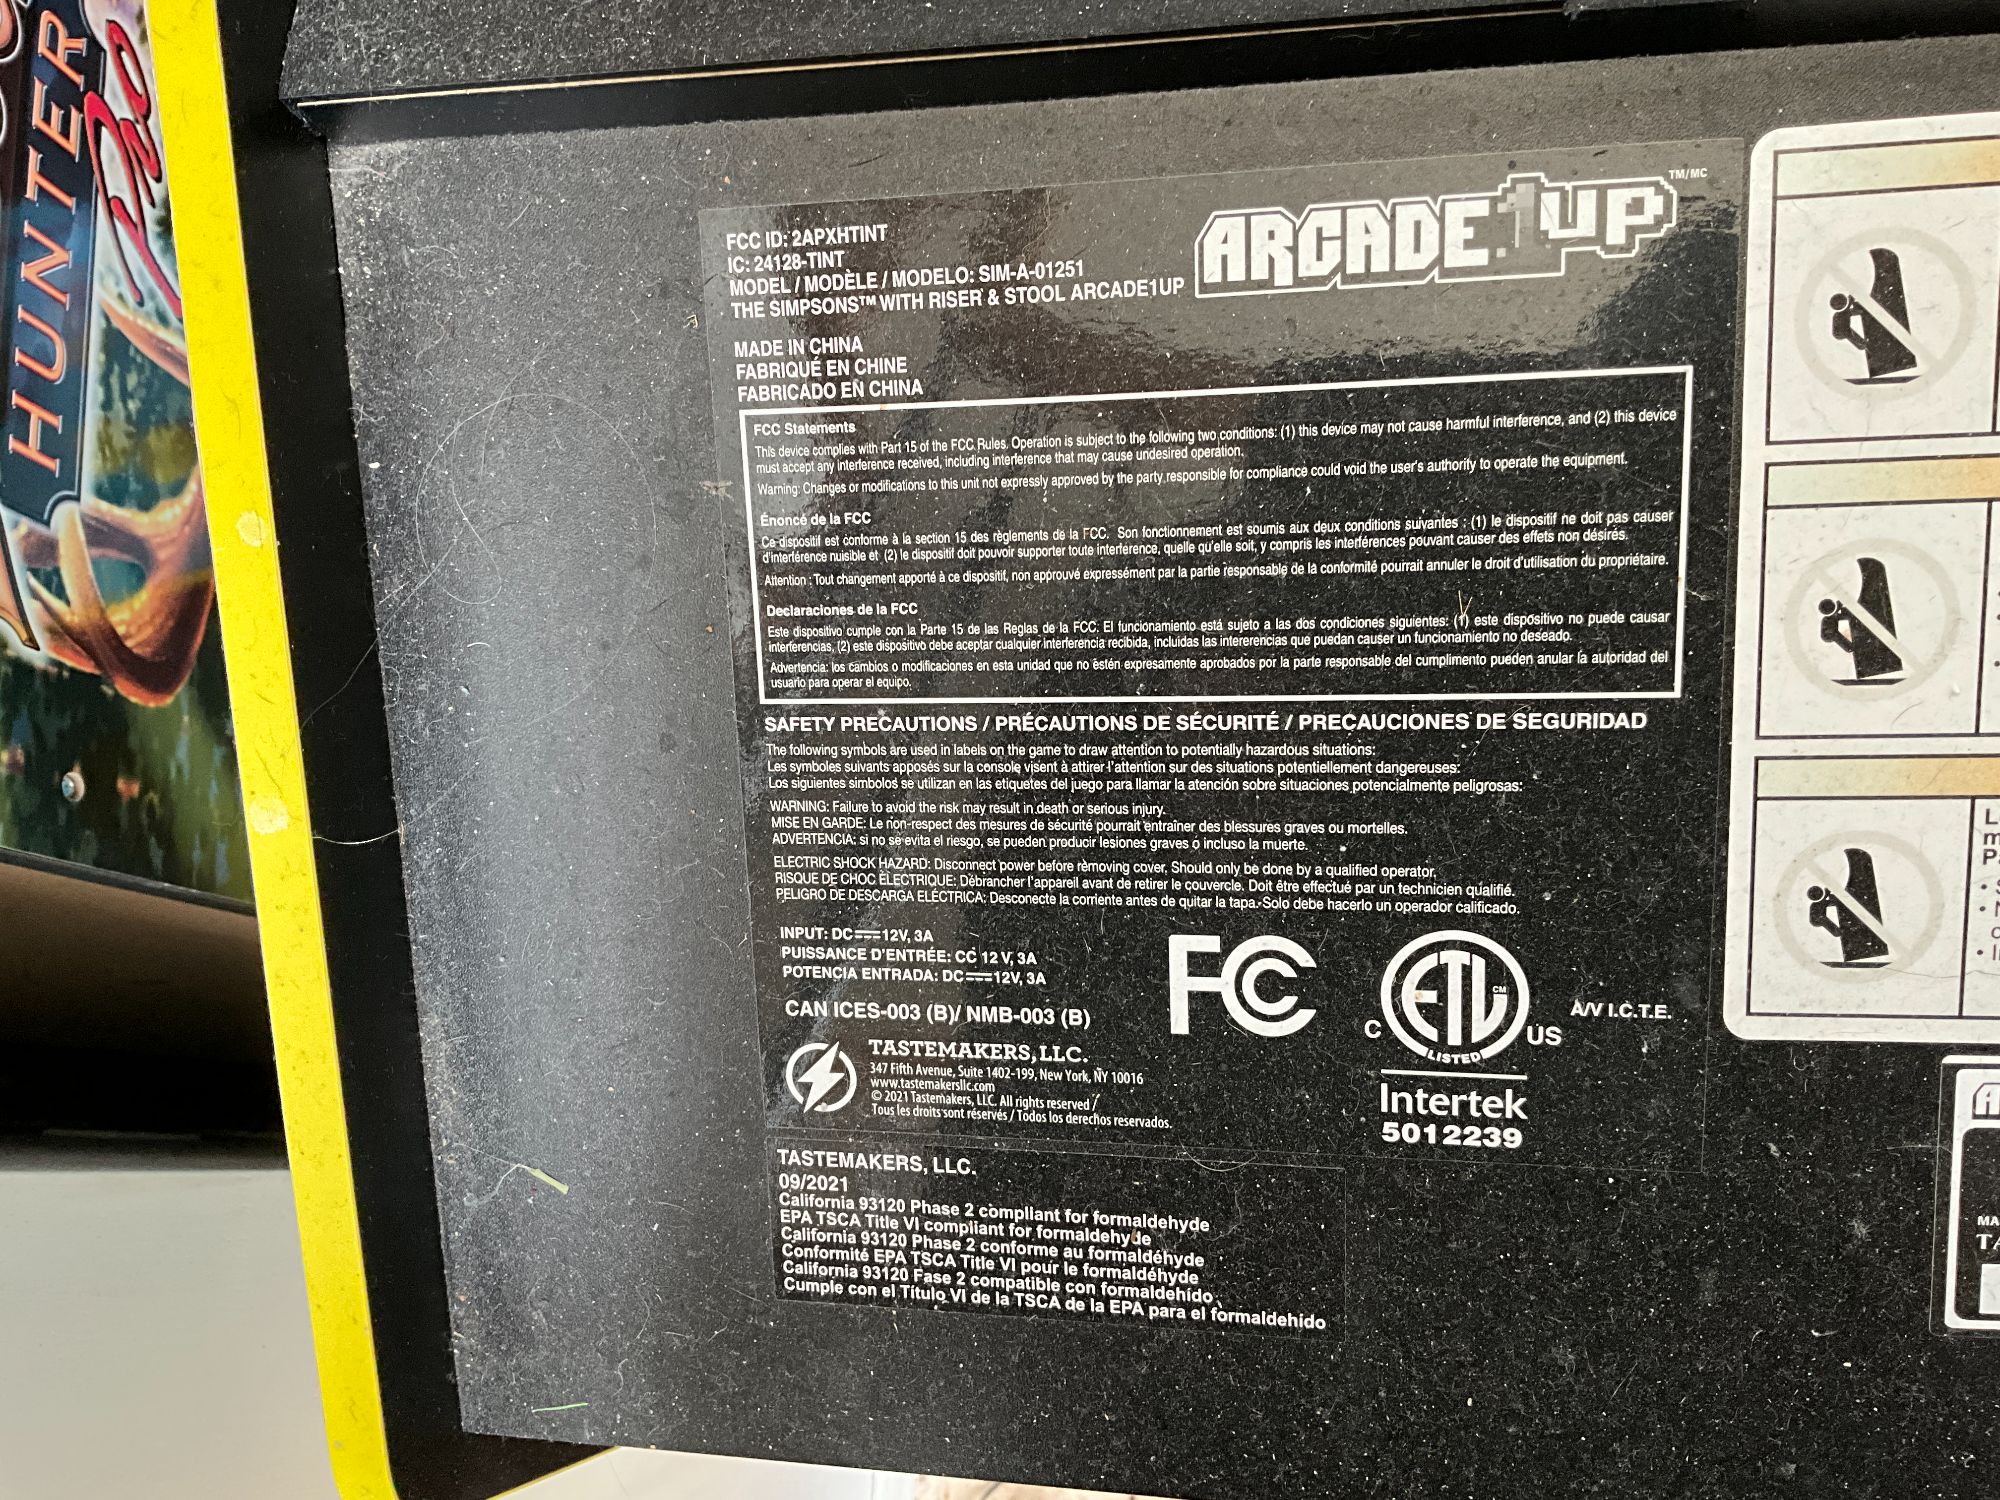 HUNTER
Pro
ARCADE1UP
TM/MC
FCC ID: 2APXHTINT
IC: 24128-TINT
MODEL / MODÈLE / MODELO: SIM-A-01251
THE SIMPSONS™ WITH RISER & STOOL ARCADE1UP
MADE IN CHINA
FABRIQUÉ EN CHINE
FABRICADO EN CHINA
FCC Statements
This device complies with Part 15 of the FCC Rules. Operation is subject to the following two conditions: (1) this device may not cause harmful interference, and (2) this device
must accept any interference received, including interference that may cause undesired operation.
Warning: Changes or modifications to this unit not expressly approved by the party responsible for compliance could void the user's authority to operate the equipment.
Énoncé de la FCC
Ce dispositif est conforme à la section 15 des règlements de la FCC. Son fonctionnement est soumis aux deux conditions suivantes : (1) le dispositif ne doit pas causer
d'interférence nuisible et (2) le dispositif doit pouvoir supporter toute interférence, quelle qu'elle soit, y compris les interférences pouvant causer des effets non désirés.
Attention : Tout changement apporté à ce dispositif, non approuvé expressément par la partie responsable de la conformité pourrait annuler le droit d'utilisation du propriétaire.
Declaraciones de la FCC
Este dispositivo cumple con la Parte 15 de las Reglas de la FCC. El funcionamiento está sujeto a las dos condiciones siguientes: (1) este dispositivo no puede causar
interferencias, (2) este dispositivo debe aceptar cualquier interferencia recibida, incluidas las intererencias que puedan causer un funcionamiento no deseado.
Advertencia: los cambios o modificaciones en esta unidad que no estén expresamente aprobados por la parte responsable del cumplimento pueden anular la autoridad del
usuario para operar el equipo.
SAFETY PRECAUTIONS / PRÉCAUTIONS DE SÉCURITÉ / PRECAUCIONES DE SEGURIDAD
The following symbols are used in labels on the game to draw attention to potentially hazardous situations:
Les symboles suivants apposés sur la console visent à attirer l'attention sur des situations potentiellement dangereuses:
Los siguientes simbolos se utilizan en las etiquetes del juego para llamar la atención sobre situaciones potencialmente peligrosas:
WARNING: Failure to avoid the risk may result in death or serious injury.
MISE EN GARDE: Le non-respect des mesures de sécurité pourrait entraîner des blessures graves ou mortelles.
ADVERTENCIA: si no se evita el riesgo, se pueden producir lesiones graves o incluso la muerte.
ELECTRIC SHOCK HAZARD: Disconnect power before removing cover. Should only be done by a qualified operator.
RISQUE DE CHOC ÉLECTRIQUE: Débrancher l'appareil avant de retirer le couvercle. Doit être effectué par un technicien qualifié.
PELIGRO DE DESCARGA ELÉCTRICA: Desconecte la corriente antes de quitar la tapa. Solo debe hacerlo un operador calificado.
INPUT: DC⎓12V, 3A
PUISSANCE D'ENTRÉE: CC 12 V, 3A
POTENCIA ENTRADA: DC⎓12V, 3A
CAN ICES-003 (B)/ NMB-003 (B)
FC
ETL
CM
LISTED
C
US
A/V I.C.T.E.
Intertek
5012239
TASTEMAKERS, LLC.
347 Fifth Avenue, Suite 1402-199, New York, NY 10016
www.tastemakersllc.com
© 2021 Tastemakers, LLC. All rights reserved /
Tous les droits sont réservés / Todos los derechos reservados.
TASTEMAKERS, LLC.
09/2021
California 93120 Phase 2 compliant for formaldehyde
EPA TSCA Title VI compliant for formaldehyde
California 93120 Phase 2 conforme au formaldéhyde
Conformité EPA TSCA Title VI pour le formaldéhyde
California 93120 Fase 2 compatible con formaldehído
Cumple con el Título VI de la TSCA de la EPA para el formaldehído